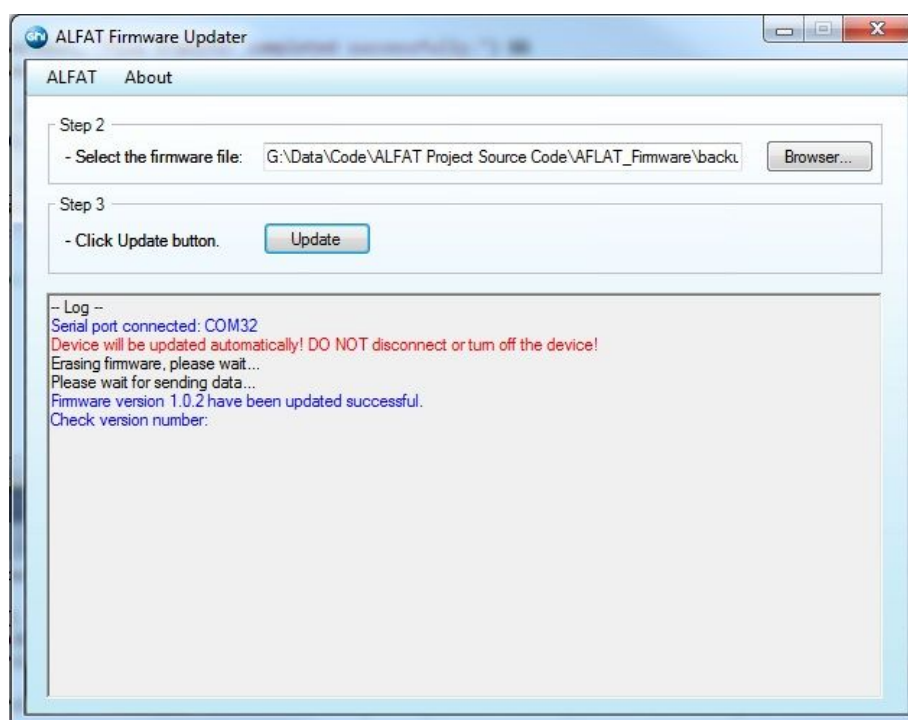 GHI ALFAT Firmware Updater
ALFAT About
Step 2
- Select the firmware file: G:\Data\Code\ALFAT Project Source Code\AFLAT_Firmware\back Browser...
Step 3
- Click Update button. Update
-- Log --
Serial port connected: COM32
Device will be updated automatically! DO NOT disconnect or turn off the device!
Erasing firmware, please wait...
Please wait for sending data...
Firmware version 1.0.2 have been updated successful.
Check version number: